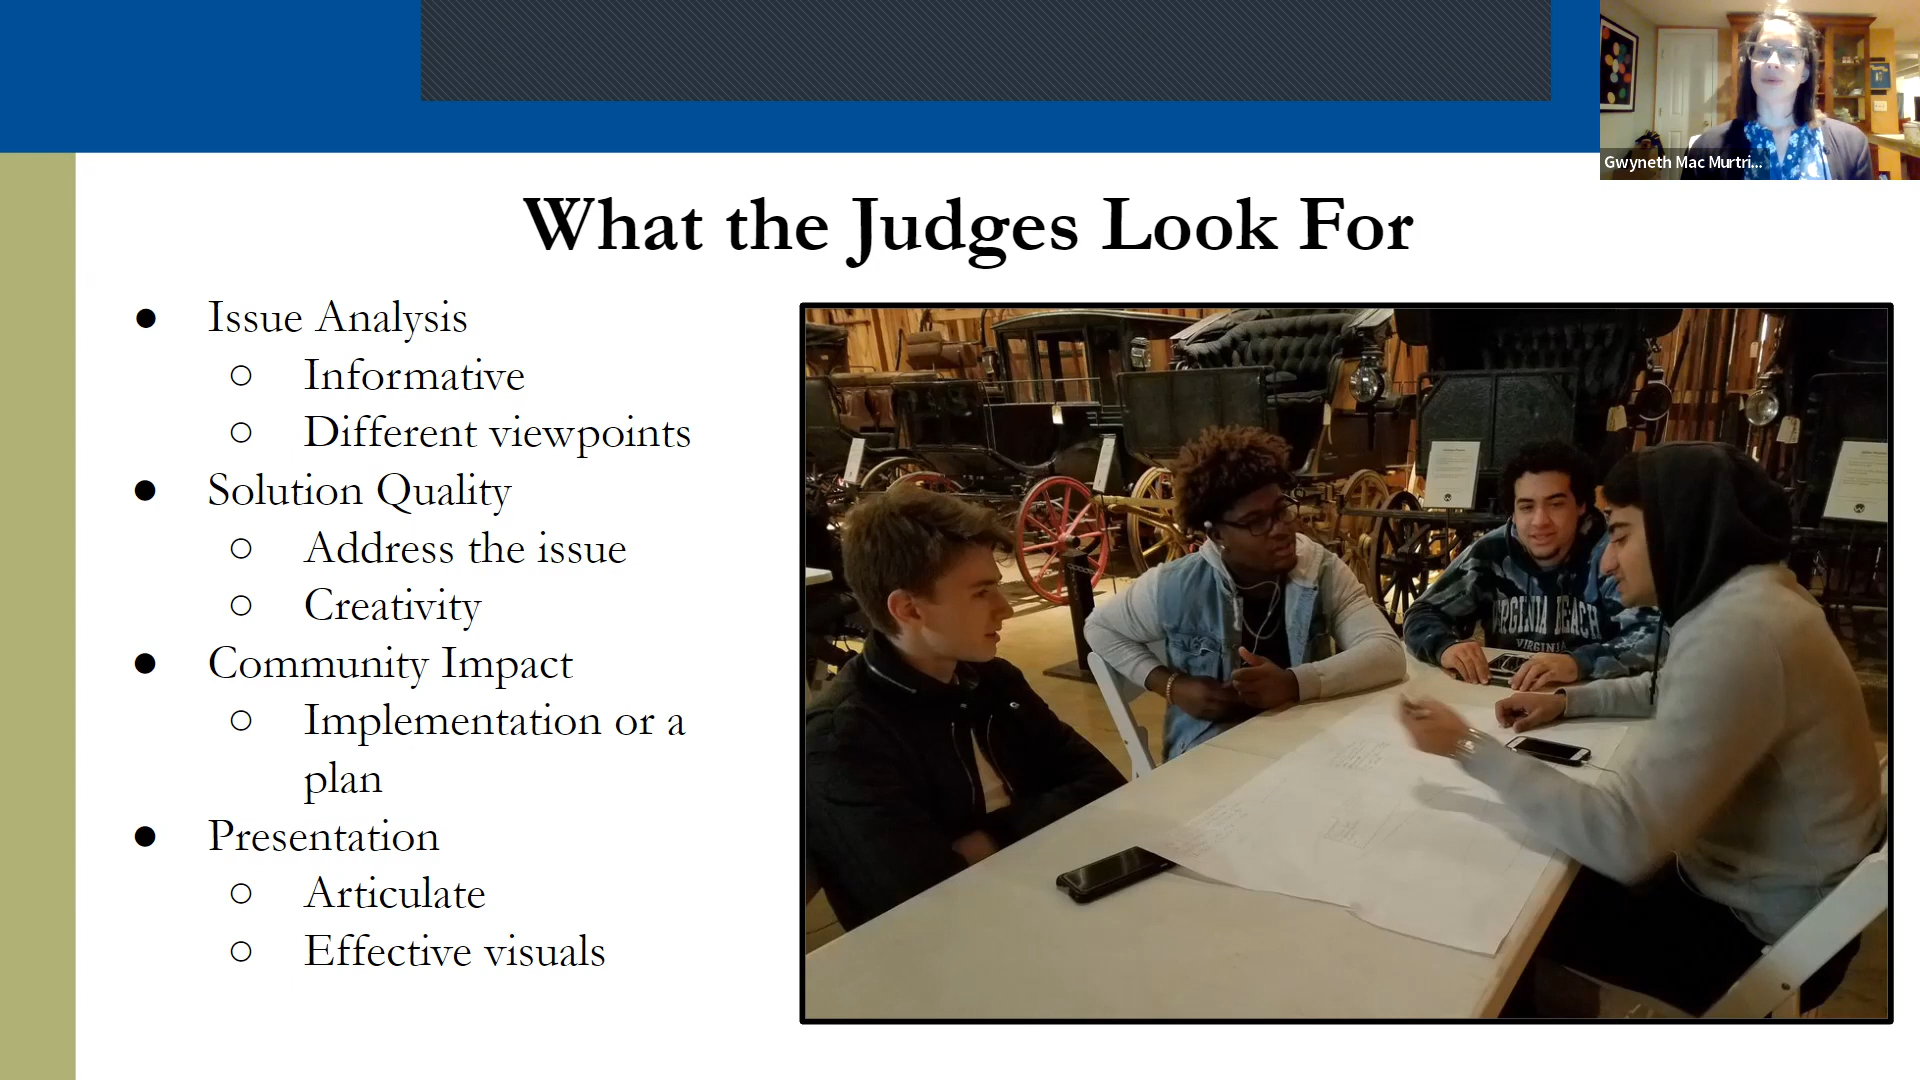 Gwyneth Mac Murtri...
What the Judges Look For
● Issue Analysis
○ Informative
○ Different viewpoints
● Solution Quality
○ Address the issue
○ Creativity
● Community Impact
○ Implementation or a
plan
● Presentation
○ Articulate
○ Effective visuals
VIRGINIA BEACH
VIRGINIA